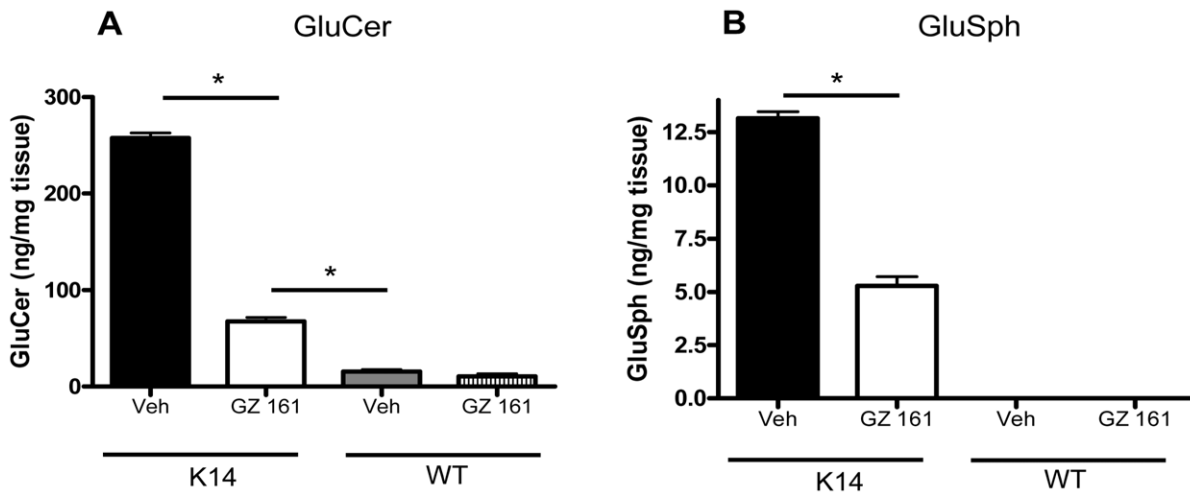 A GluCer
*
300
200
100
0
*
GluCer (ng/mg tissue)
Veh GZ 161 Veh GZ 161
K14 WT
B GluSph
*
12.5
10.0
7.5
5.0
2.5
0.0
GluSph (ng/mg tissue)
Veh GZ 161 Veh GZ 161
K14 WT